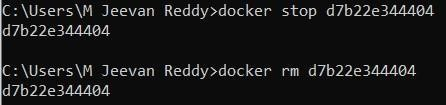 C:\Users\M Jeevan Reddy>docker stop d7b22e344404
d7b22e344404
C:\Users\M Jeevan Reddy>docker rm d7b22e344404
d7b22e344404